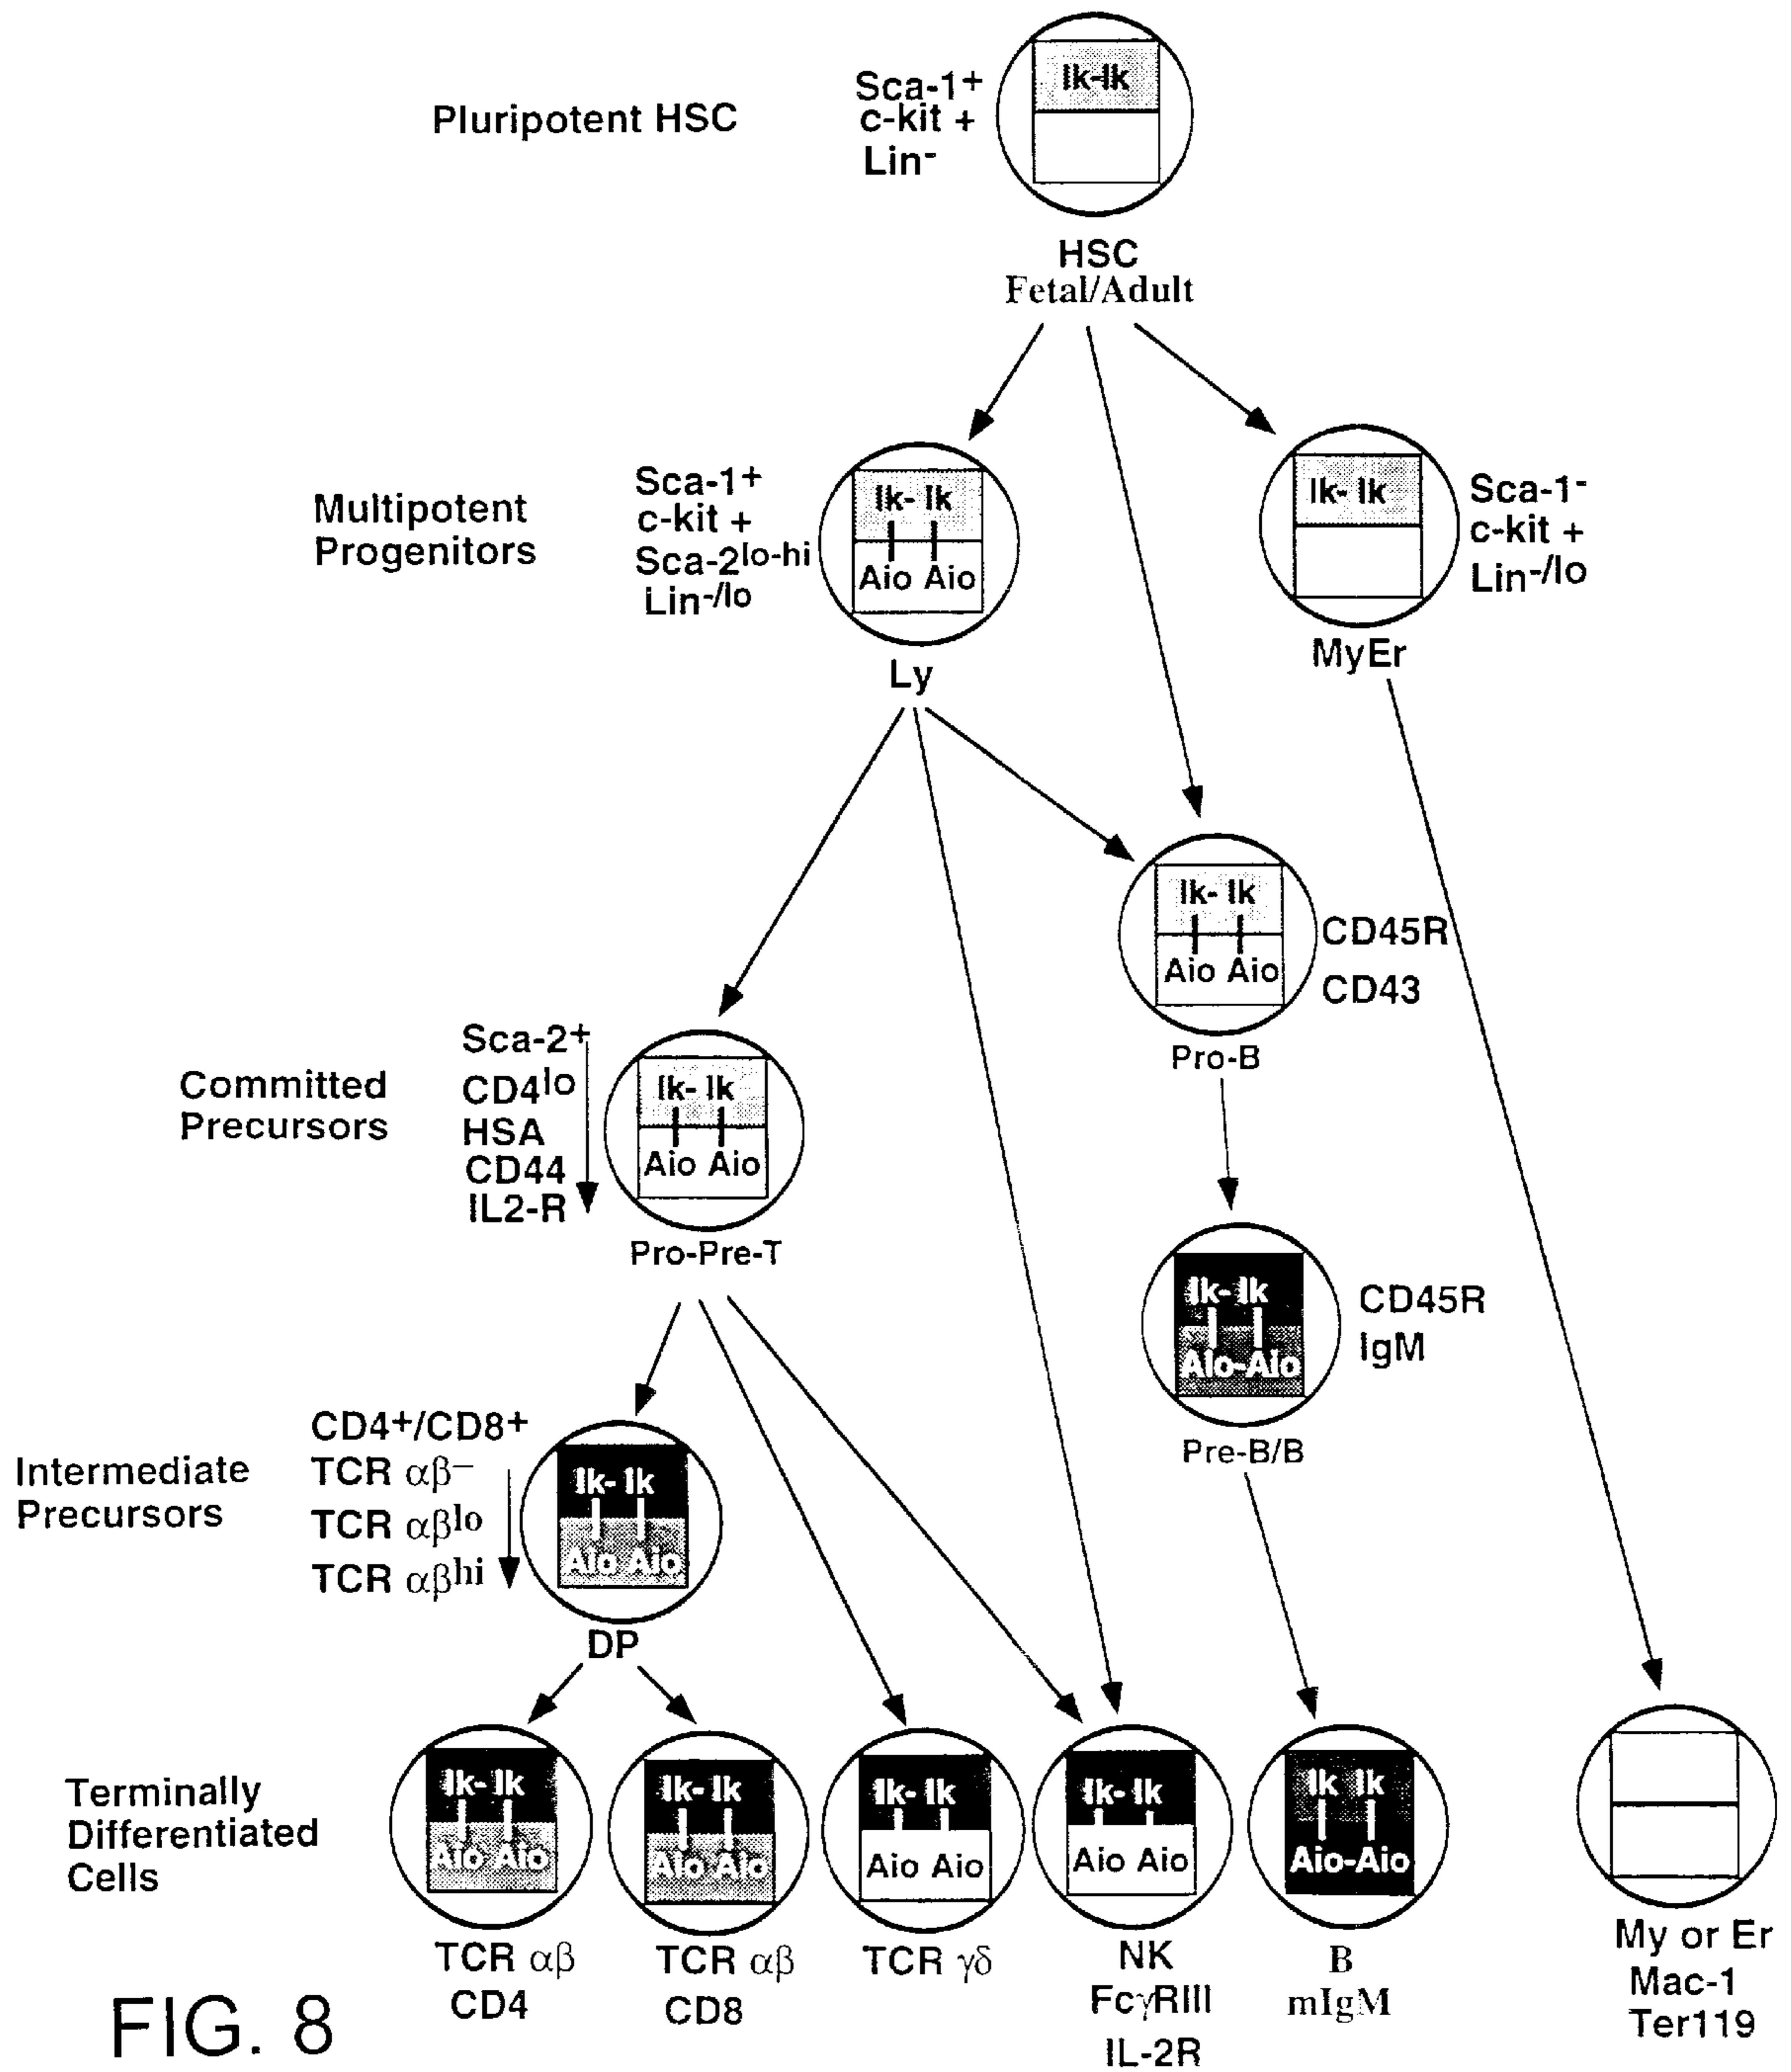 Pluripotent HSC
Sca-1+
c-kit +
Lin-
Ik-Ik
HSC
Fetal/Adult
Multipotent
Progenitors
Sca-1+
c-kit +
Sca-2lo-hi
Lin-/lo
Ik- Ik
Aio Aio
Ly
Ik- Ik
Sca-1-
c-kit +
Lin-/lo
MyEr
Ik- Ik
Aio Aio
CD45R
CD43
Pro-B
Committed
Precursors
Sca-2+
CD4lo
HSA
CD44
IL2-R
Ik- Ik
Aio Aio
Pro-Pre-T
Ik- Ik
Aio-Aio
CD45R
IgM
Pre-B/B
Intermediate
Precursors
CD4+/CD8+
TCR αβ–
TCR αβlo
TCR αβhi
Ik- Ik
Aio Aio
DP
Terminally
Differentiated
Cells
Ik- Ik
Aio Aio
TCR αβ
CD4
Ik- Ik
Aio Aio
TCR αβ
CD8
Ik- Ik
Aio Aio
TCR γδ
Ik- Ik
Aio Aio
NK
FcγRIII
IL-2R
Ik Ik
Aio-Aio
B
mIgM
My or Er
Mac-1
Ter119
FIG. 8